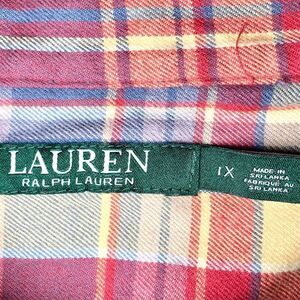 LAUREN
RALPH LAUREN
1X
MADE IN
SRI LANKA
FABRIQUÉ AU
SRI LANKA